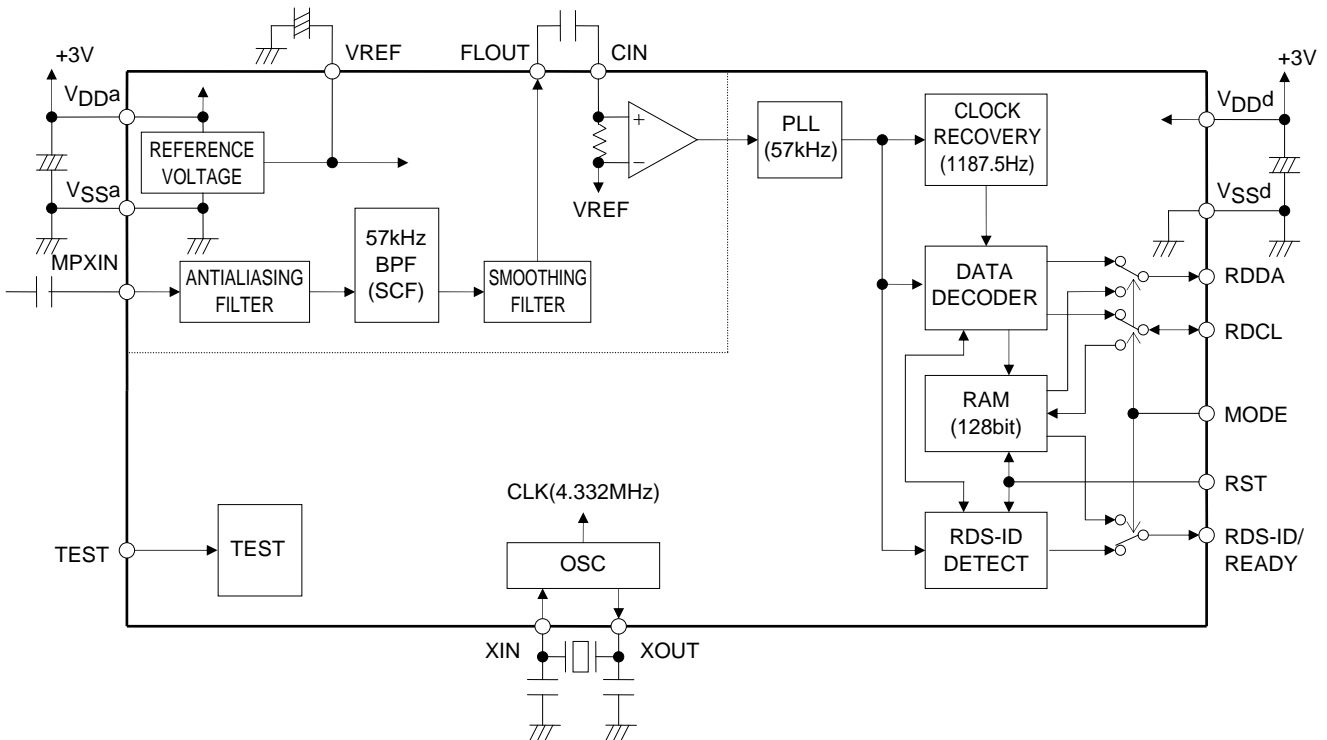 VREF
FLOUT
CIN
+3V
+3V
VDDa
REFERENCE
VOLTAGE
VSSa
+
−
VREF
PLL
(57kHz)
CLOCK
RECOVERY
(1187.5Hz)
VDDd
VSSd
MPXIN
ANTIALIASING
FILTER
57kHz
BPF
(SCF)
SMOOTHING
FILTER
DATA
DECODER
RDDA
RDCL
RAM
(128bit)
MODE
RST
CLK(4.332MHz)
TEST
TEST
OSC
RDS-ID
DETECT
RDS-ID/
READY
XIN
XOUT